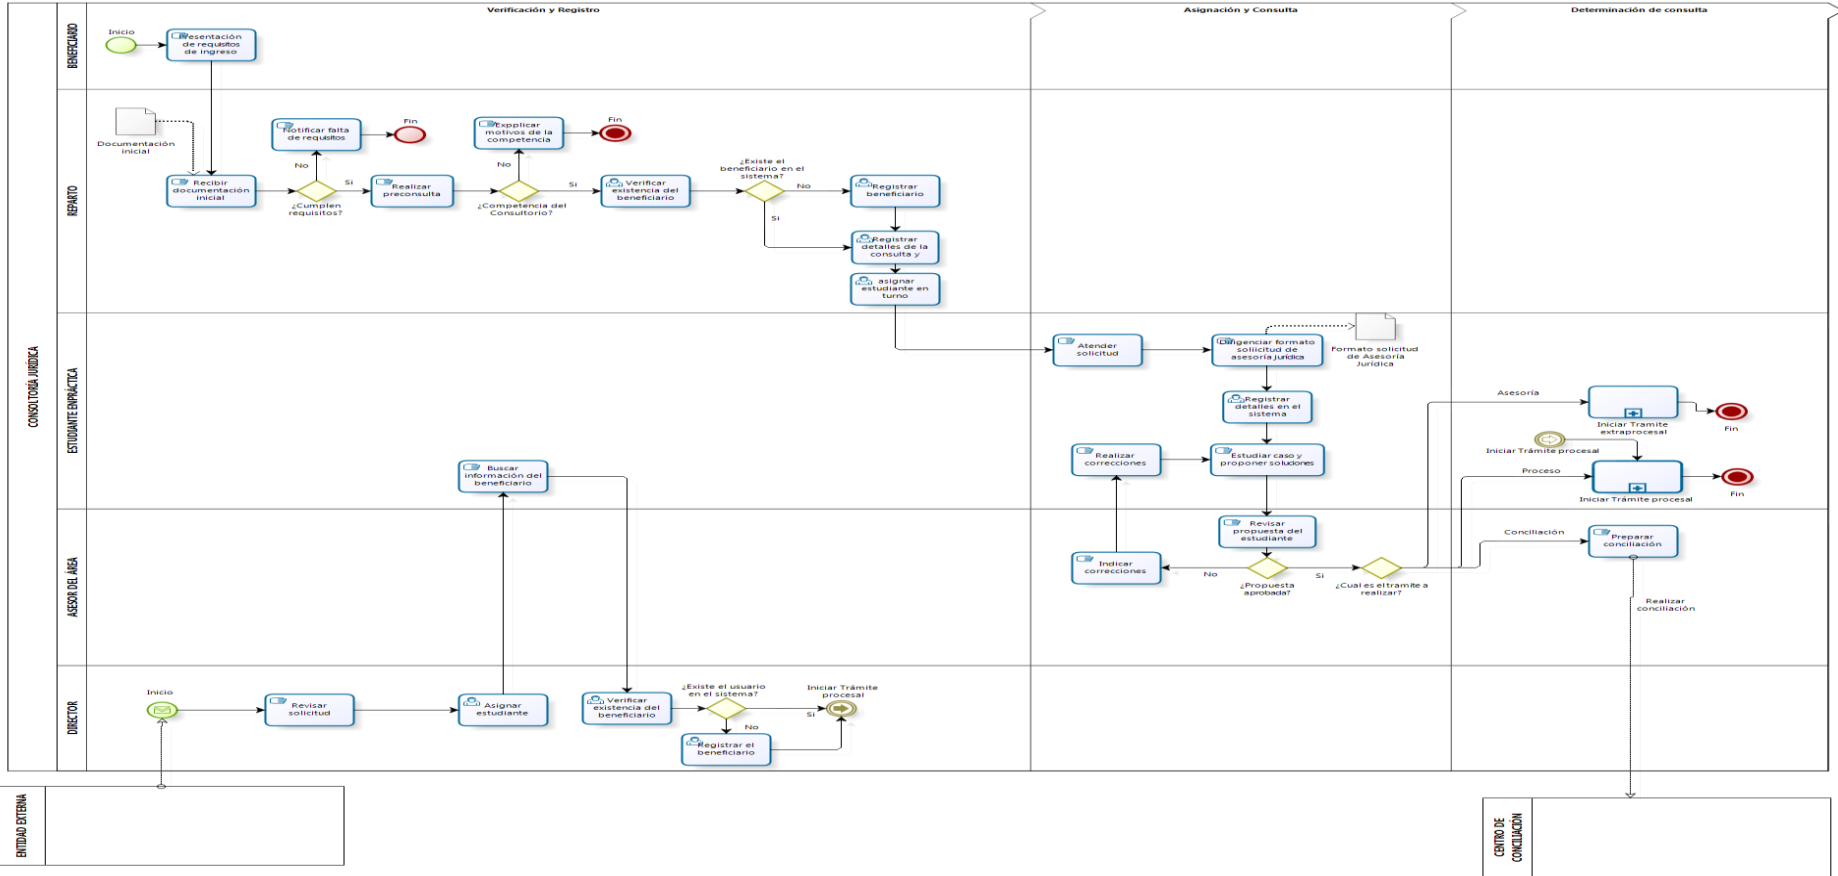 Verificación y Registro
Asignación y Consulta
Determinación de consulta
CONSOLTORÍA JURÍDICA
BENEFICIARIO
Inicio
Presentación
de requisitos
de ingreso
REPARTO
Documentación
inicial
Recibir
documentación
inicial
¿Cumplen
requisitos?
No
Si
Notificar falta
de requisitos
Fin
Realizar
preconsulta
¿Competencia del
Consultorio?
No
Si
Expplicar
motivos de la
competencia
Fin
Verificar
existencia del
beneficiario
¿Existe el
beneficiario en el
sistema?
No
Si
Registrar
beneficiario
Registrar
detalles de la
consulta y
asignar
estudiante en
turno
ESTUDIANTE ENPRÁCTICA
Atender
solicitud
Diligenciar formato
soliicitud de
asesoría jurídica
Formato solicitud
de Asesoría
Jurídica
Registrar
detalles en el
sistema
Realizar
correcciones
Estudiar caso y
proponer soluciones
Buscar
información del
beneficiario
Asesoría
Iniciar Tramite
extraprocesal
Fin
Iniciar Trámite procesal
Proceso
Iniciar Trámite procesal
Fin
ASESOR DEL ÁREA
Revisar
propuesta del
estudiante
Indicar
correcciones
No
¿Propuesta
aprobada?
Si
¿Cual es el tramite a
realizar?
Conciliación
Preparar
conciliación
Realizar
conciliación
DIRECTOR
Inicio
Revisar
solicitud
Asignar
estudiante
Verificar
existencia del
beneficiario
¿Existe el usuario
en el sistema?
Si
No
Registrar el
beneficiario
Iniciar Trámite
procesal
ENTIDAD EXTERNA
CENTRO DE
CONCILIACIÓN